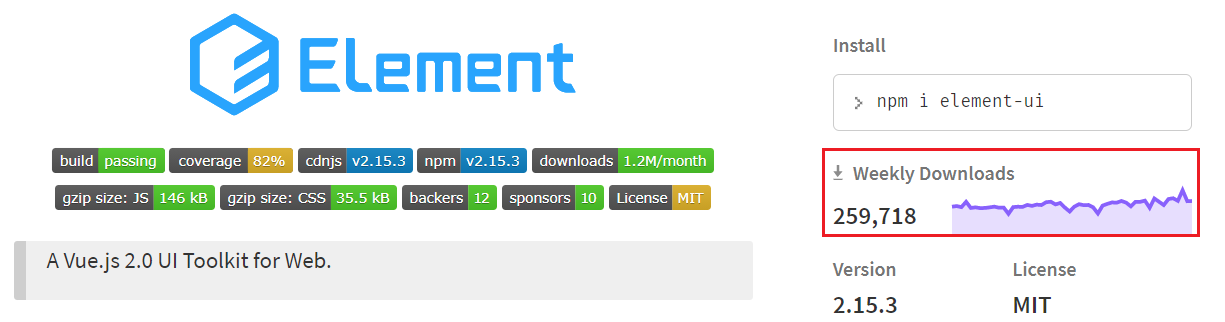 Element
build passing coverage 82% cdnjs v2.15.3 npm v2.15.3 downloads 1.2M/month
gzip size: JS 146 kB gzip size: CSS 35.5 kB backers 12 sponsors 10 License MIT
A Vue.js 2.0 UI Toolkit for Web.
Install
> npm i element-ui
Weekly Downloads
259,718
Version License
2.15.3 MIT